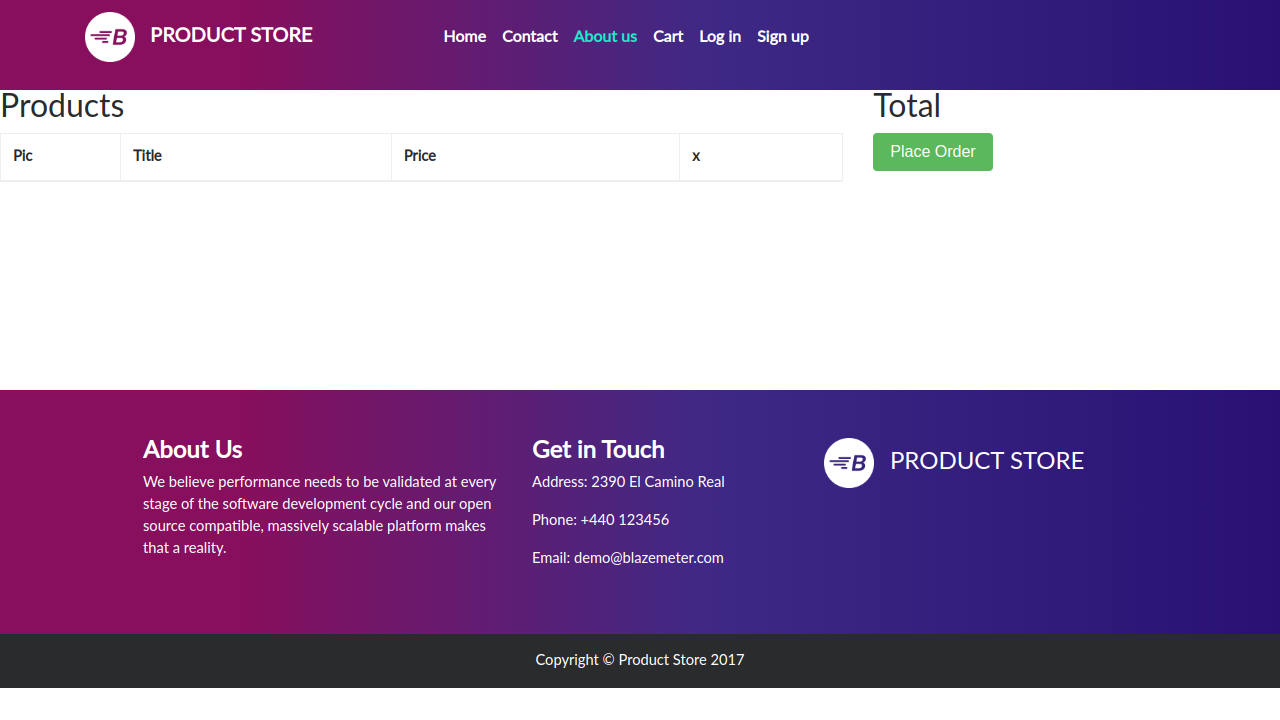 B PRODUCT STORE
Home Contact About us Cart Log in Sign up
Products
Total
Pic Title Price x
Place Order
About Us
We believe performance needs to be validated at every
stage of the software development cycle and our open
source compatible, massively scalable platform makes
that a reality.
Get in Touch
Address: 2390 El Camino Real
Phone: +440 123456
Email: demo@blazemeter.com
B PRODUCT STORE
Copyright © Product Store 2017